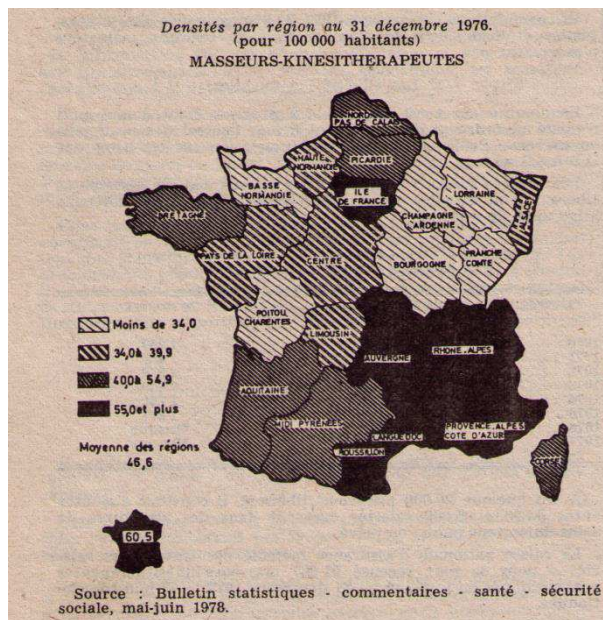 Densités par région au 31 décembre 1976.
(pour 100 000 habitants)
MASSEURS-KINESITHERAPEUTES
NORD
PAS DE CALAIS
HAUTE
NORMANDIE
PICARDIE
BASSE
NORMANDIE
ILE
DE FRANCE
LORRAINE
ALSACE
CHAMPAGNE
ARDENNE
BRETAGNE
PAYS DE LA LOIRE
CENTRE
BOURGOGNE
FRANCHE
COMTE
POITOU
CHARENTES
LIMOUSIN
AUVERGNE
RHONE-ALPES
AQUITAINE
MIDI PYRÉNÉES
LANGUEDOC
ROUSSILLON
PROVENCE-ALPES
COTE D'AZUR
CORSE
Moins de 34,0
34,0à 39,9
40,0à 54,9
55,0et plus
Moyenne des régions
46,6
60,5
Source : Bulletin statistiques - commentaires - santé - sécurité
sociale, mai-juin 1978.